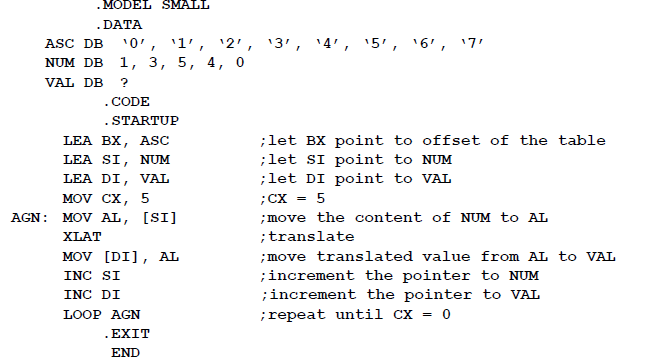 .MODEL SMALL
.DATA
ASC DB ‘0’, ‘1’, ‘2’, ‘3’, ‘4’, ‘5’, ‘6’, ‘7’
NUM DB 1, 3, 5, 4, 0
VAL DB ?
.CODE
.STARTUP
LEA BX, ASC ;let BX point to offset of the table
LEA SI, NUM ;let SI point to NUM
LEA DI, VAL ;let DI point to VAL
MOV CX, 5 ;CX = 5
AGN: MOV AL, [SI] ;move the content of NUM to AL
XLAT ;translate
MOV [DI], AL ;move translated value from AL to VAL
INC SI ;increment the pointer to NUM
INC DI ;increment the pointer to VAL
LOOP AGN ;repeat until CX = 0
.EXIT
END